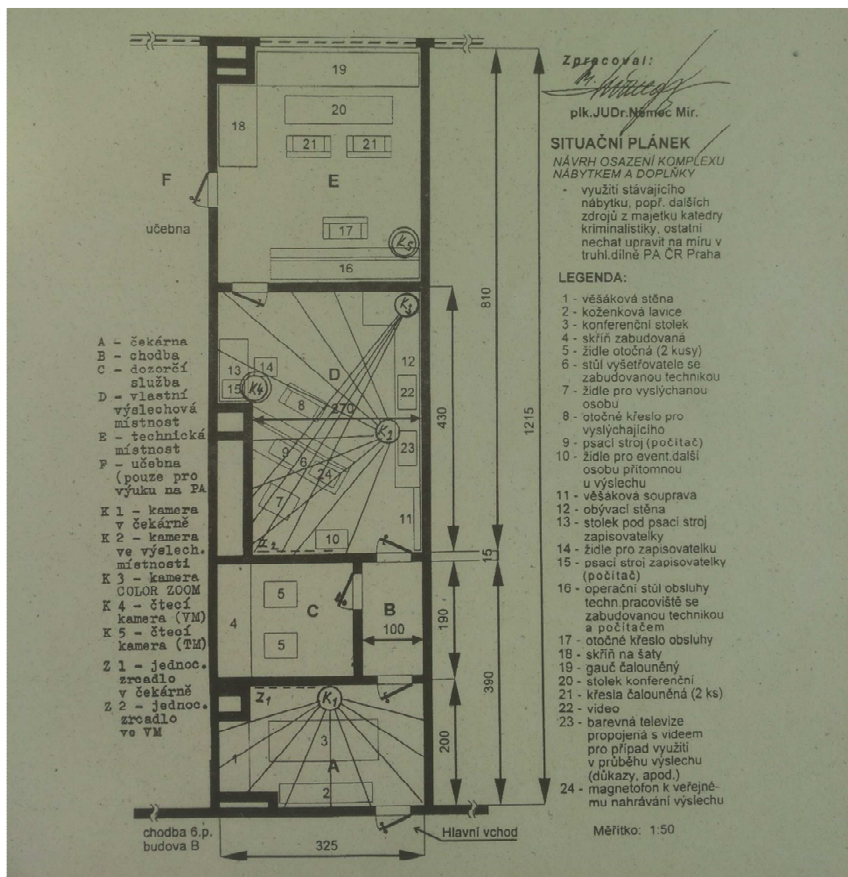 Zpracoval:
plk.JUDr.Němec Mir.
SITUAČNÍ PLÁNEK
NÁVRH OSAZENÍ KOMPLEXU
NÁBYTKEM A DOPLŇKY
- využití stávajícího
nábytku, popř. dalších
zdrojů z majetku katedry
kriminalistiky, ostatní
nechat upravit na míru v
truhl.dílně PA ČR Praha
LEGENDA:
1 - věšáková stěna
2 - koženková lavice
3 - konferenční stolek
4 - skříň zabudovaná
5 - židle otočná (2 kusy)
6 - stůl vyšetřovatele se
zabudovanou technikou
7 - židle pro vyslýchanou
osobu
8 - otočné křeslo pro
vyslýchajícího
9 - psací stroj (počítač)
10 - židle pro event.další
osobu přítomnou
u výslechu
11 - věšáková souprava
12 - obývací stěna
13 - stolek pod psací stroj
zapisovatelky
14 - židle pro zapisovatelku
15 - psací stroj zapisovatelky
(počítač)
16 - operační stůl obsluhy
techn.pracoviště se
zabudovanou technikou
a počítačem
17 - otočné křeslo obsluhy
18 - skříň na šaty
19 - gauč čalouněný
20 - stolek konferenční
21 - křesla čalouněná (2 ks)
22 - video
23 - barevná televize
propojená s videem
pro případ využití
v průběhu výslechu
(důkazy, apod.)
24 - magnetofon k veřejné-
mu nahrávání výslechu
Měřítko: 1:50
A – čekárna
B – chodba
C – dozorčí
služba
D – vlastní
výslechová
místnost
E – technická
místnost
F – učebna
(pouze pro
výuku na PA
K 1 – kamera
v čekárně
K 2 – kamera
ve výslech.
místnosti
K 3 – kamera
COLOR ZOOM
K 4 – čtecí
kamera (VM)
K 5 – čtecí
kamera (TM)
Z 1 – jednoc.
zrcadlo
v čekárně
Z 2 – jednoc.
zrcadlo
ve VM
19
20
18
21
21
F
E
učebna
17
K5
16
K3
13
14
D
12
15
K4
22
8
270
K2
9
6
23
24
7
11
10
Z2
5
C
B
4
5
100
Z1
K1
3
1
A
2
810
430
1215
15
190
390
200
chodba 6.p.
budova B
325
Hlavní vchod